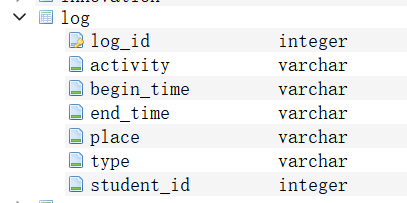 log
log_id integer
activity varchar
begin_time varchar
end_time varchar
place varchar
type varchar
student_id integer